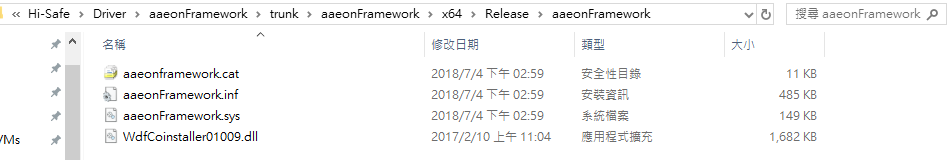 « Hi-Safe › Driver › aaeonFramework › trunk › aaeonFramework › x64 › Release › aaeonFramework
搜尋 aaeonFramework
名稱 修改日期 類型 大小
aaeonframework.cat 2018/7/4 下午 02:59 安全性目錄 11 KB
aaeonFramework.inf 2018/7/4 下午 02:59 安裝資訊 485 KB
aaeonFramework.sys 2018/7/4 下午 02:59 系統檔案 149 KB
WdfCoinstaller01009.dll 2017/2/10 上午 11:04 應用程式擴充 1,682 KB
VMs